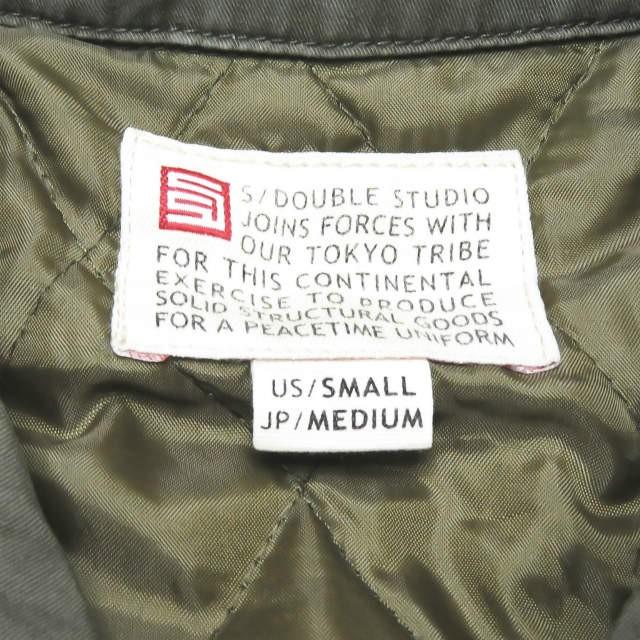 S/DOUBLE STUDIO
JOINS FORCES WITH
OUR TOKYO TRIBE
FOR THIS CONTINENTAL
EXERCISE TO PRODUCE
SOLID STRUCTURAL GOODS
FOR A PEACETIME UNIFORM
US/SMALL
JP/MEDIUM